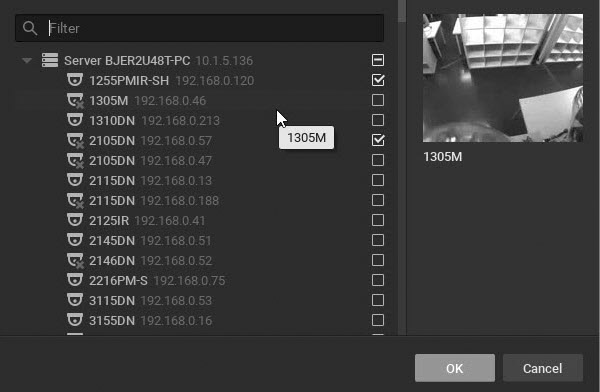 Filter
Server BJER2U48T-PC 10.1.5.136
1255PMIR-SH 192.168.0.120
1305M 192.168.0.46
1310DN 192.168.0.213
2105DN 192.168.0.57
1305M
2105DN 192.168.0.47
2115DN 192.168.0.13
2115DN 192.168.0.188
2125IR 192.168.0.41
2145DN 192.168.0.51
2146DN 192.168.0.52
2216PM-S 192.168.0.75
3115DN 192.168.0.53
3155DN 192.168.0.16
1305M
OK Cancel